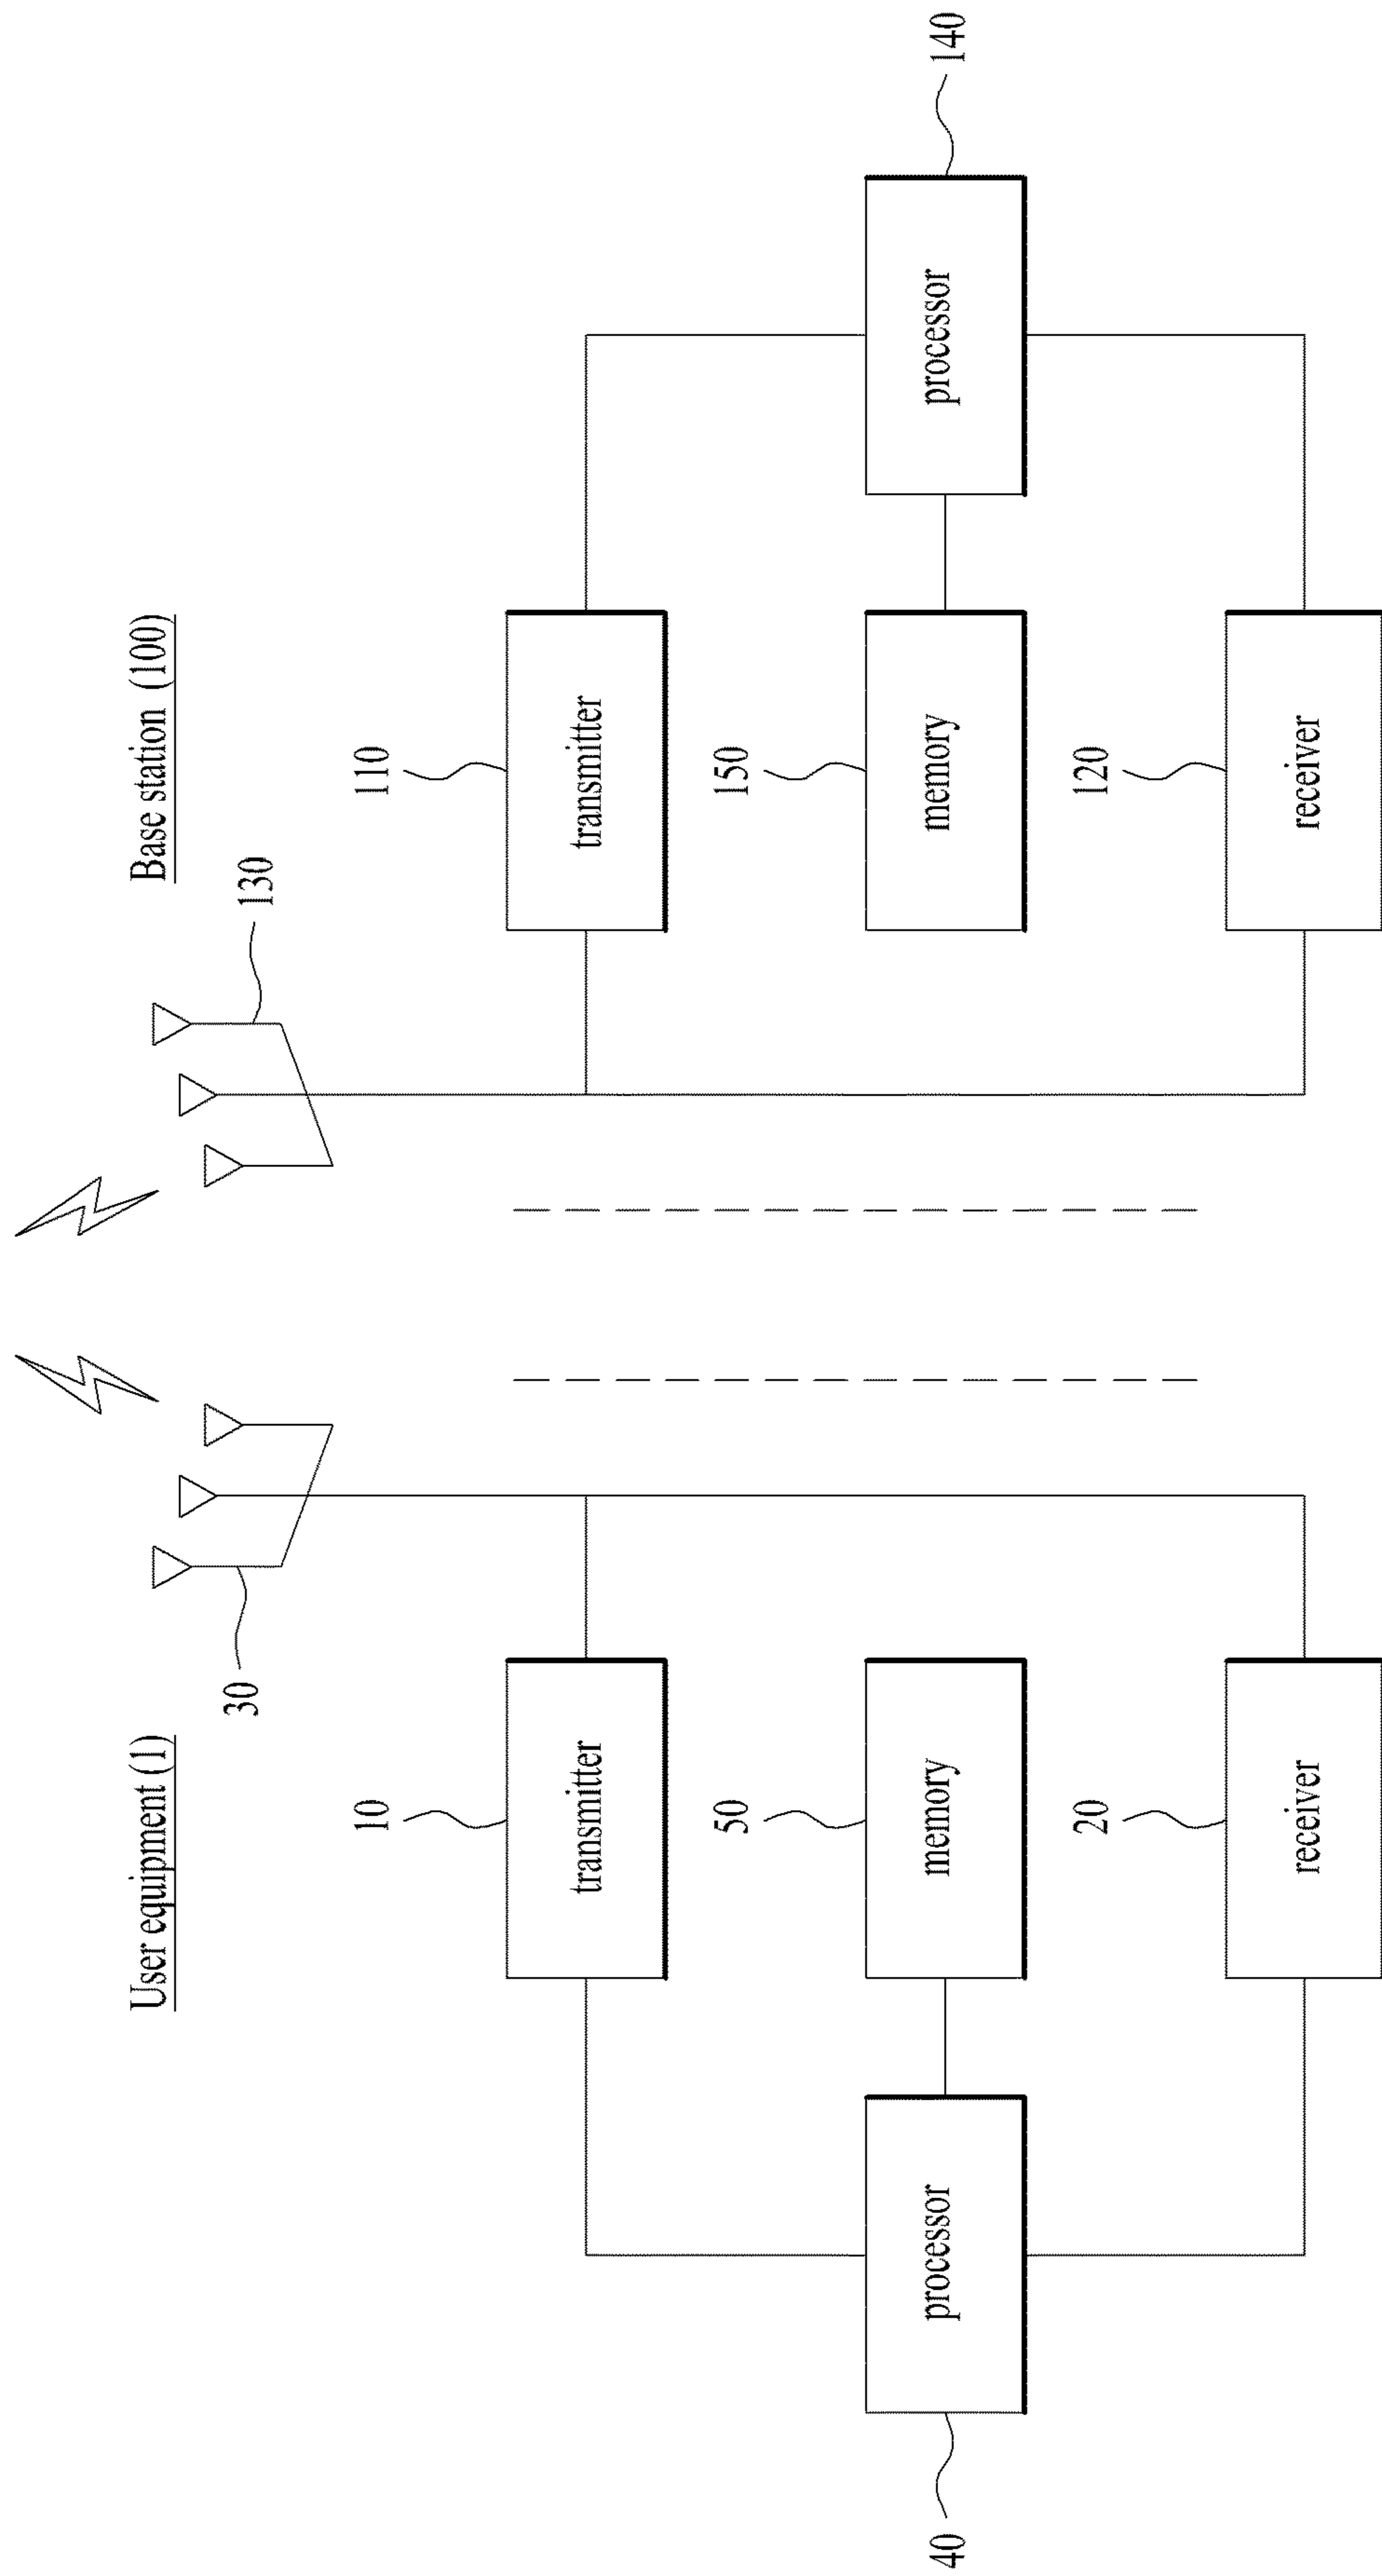 User equipment (1)
30
10
transmitter
40
processor
50
memory
20
receiver
Base station (100)
130
110
transmitter
150
memory
processor
140
120
receiver